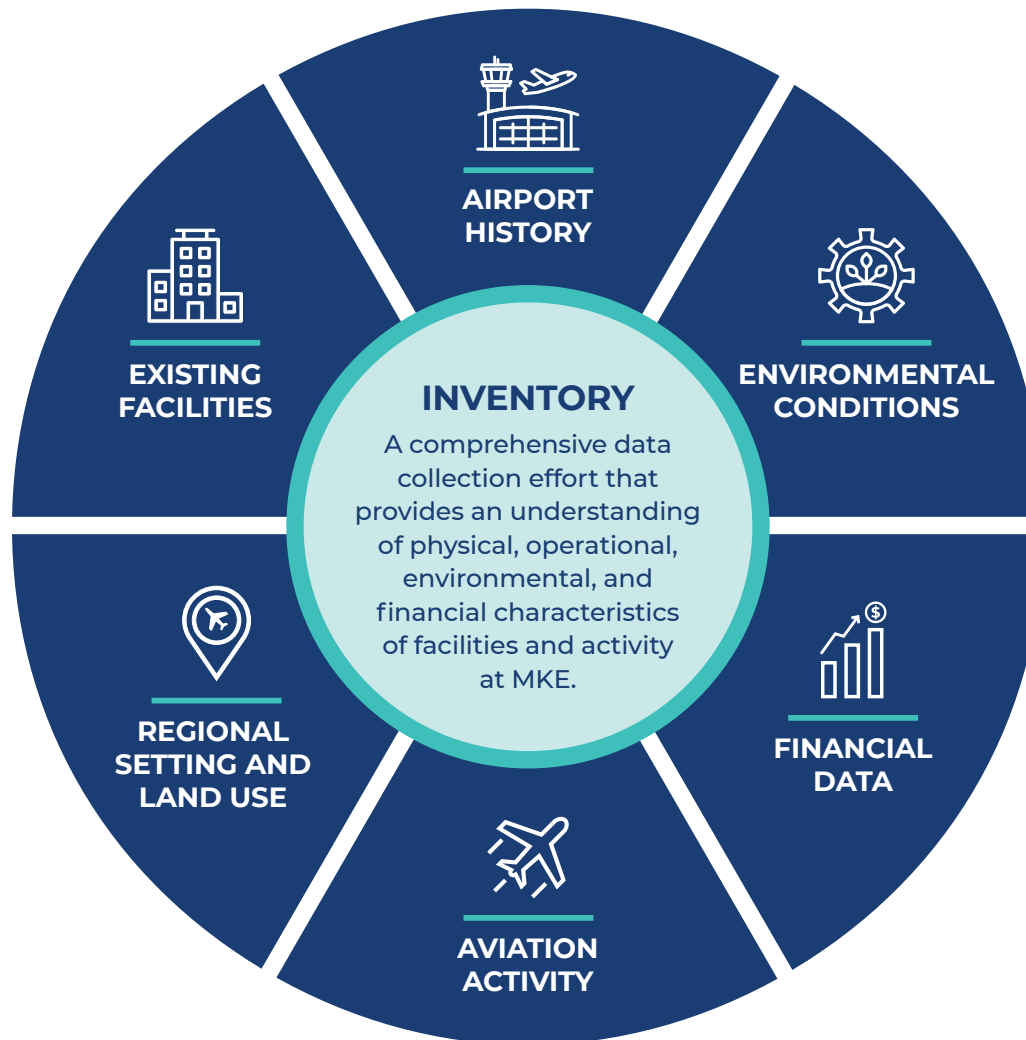 AIRPORT
HISTORY
ENVIRONMENTAL
CONDITIONS
FINANCIAL
DATA
AVIATION
ACTIVITY
REGIONAL
SETTING AND
LAND USE
EXISTING
FACILITIES
INVENTORY
A comprehensive data
collection effort that
provides an understanding
of physical, operational,
environmental, and
financial characteristics
of facilities and activity
at MKE.
$